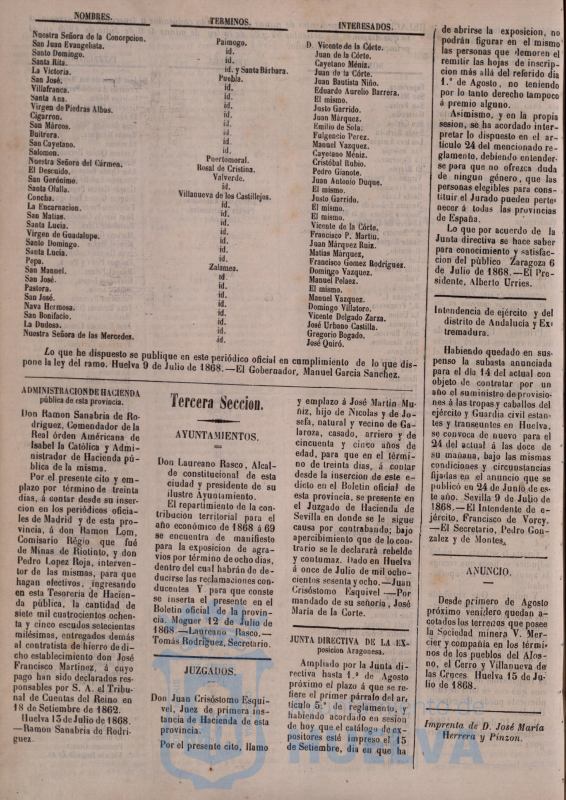 NOMBRES.
Nuestra Señora de la Concepcion.
San Juan Evangelista.
Santo Domingo.
Santa Rita.
La Victoria.
San José.
Villafranca.
Santa Ana.
Virgen de Piedras Albas.
Cigarron.
San Márcos.
Buitrera.
San Cayetano.
Salomon.
Nuestra Señora del Cármen.
El Descuido.
San Gerónimo.
Santa Olalla.
Concha.
La Encarnacion.
San Matias.
Santa Lucia.
Virgen de Guadalupe.
Santo Domingo.
Santa Lucia.
Pepa.
San Manuel.
San José.
Pastora.
San José.
Nava Hermosa.
San Bonifacio.
La Dudosa.
Nuestra Señora de las Mercedes.
TERMINOS.
Paimogo.
id.
id.
id.
id. y Santa Bárbara.
Puebla.
id.
id.
id.
id.
id.
id.
id.
id.
Puertomoral.
Rosal de Cristina.
Valverde.
id.
Villanueva de los Castillejos.
id.
id.
id.
id.
id.
id.
id.
Zalamea.
id.
id.
id.
id.
id.
id.
id.
INTERESADOS.
D. Vicente de la Córte.
Juan de la Corte.
Cayetano Méniz.
Juan de la Corte.
Juan Bautista Niño.
Eduardo Aurelio Barrera.
El mismo.
Justo Garrido.
Juan Márquez.
Emilio de Sola.
Fulgencio Perez.
Manuel Vazquez.
Cayetano Méniz.
Cristóbal Rubio.
Pedro Gianote.
Juan Antonio Duque.
El mismo.
Justo Garrido.
El mismo.
El mismo.
Vicente de la Córte.
Francisco P. Martin.
Juan Márquez Ruiz.
Matias Márquez,
Francisco Gomez Rodriguez.
Domingo Vazquez.
Manuel Pelaez.
El mismo.
Manuel Vazquez.
Domingo Villatoro.
Vicente Delgado Zarza.
José Urbano Castilla.
Gregorio Bogado.
José Quiró.
Lo que he dispuesto se publique en este periódico oficial en cumplimiento de lo que dis-
pone la ley del ramo. Huelva 9 de Julio de 1868.—El Gobernador, Manuel Garcia Sanchez.
ADMINISTRACION DE HACIENDA
pública de esta provincia.
Don Ramon Sanabria de Ro-
driguez, Comendador de la
Real órden Américana de
Isabel la Católica y Admi-
nistrador de Hacienda pú-
blica de la misma.
Por el presente cito y em-
plazo por término de treinta
dias, á contar desde su inser-
cion en los periódicos oficia-
les de Madrid y de esta pro-
vincia, á don Ramon Lom,
Comisario Régio que fué
de Minas de Riotinto, y don
Pedro Lopez Roja, interven-
tor de las mismas, para que
hagan efectivos, ingresando
en esta Tesorería de Hacien-
da pública, la cantidad de
siete mil cuatrocientos ochen-
ta y cinco escudos seiscientas
milésimas, entregados demás
al contratista de hierro de di-
cho establecimiento don José
Francisco Martinez, á cuyo
pago han sido declarados res-
ponsables por S. A. el Tribu-
nal de Cuentas del Reino en
18 de Setiembre de 1862.
Huelva 13 de Julio de 1868.
—Ramon Sanabria de Rodri-
guez.
Tercera Seccion.
AYUNTAMIENTOS.
Don Laureano Rasco, Alcal-
de constitucional de esta
ciudad y presidente de su
ilustre Ayuntamiento.
El repartimiento de la con-
tribucion territorial para el
año económico de 1868 á 69
se encuentra de manifiesto
para la exposicion de agra-
vios por término de ocho dias,
dentro del cual habrán de de-
ducirse las reclamaciones con-
ducentes Y para que conste
se inserta el presente en el
Boletin oficial de la provin-
cia. Moguer 12 de Julio de
1868.—Laureano Rasco.—
Tomás Rodriguez, Secretario.
JUZGADOS.
Don Juan Crisóstomo Esqui-
vel, Juez de primera ins-
tancia de Hacienda de esta
provincia.
Por el presente cito, llamo
y emplazo á José Martin Mu-
ñiz, hijo de Nicolas y de Jo-
sefa, natural y vecino de Ga-
laroza, casado, arriero y de
cincuenta y cinco años de
edad, para que en el térmi-
no de treinta dias, á contar
desde la insercion de este e-
dicto en el Boletin oficial de
esta provincia, se presente en
el Juzgado de Hacienda de
Sevilla en donde se le sigue
causa por contrabando; bajo
apercibimiento que de lo con-
trario se le declarará rebelde
y contumaz. Dado en Huelva
á once de Julio de mil ocho-
cientos sesenta y ocho.—Juan
Crisóstomo Esquivel —Por
mandado de su señoría, José
María de la Corte.
JUNTA DIRECTIVA DE LA EX-
posicion Aragonesa.
Ampliado por la Junta di-
rectiva hasta 1.º de Agosto
próximo el plazo á que se re-
fiere el párrafo primero del ar-
tículo 5.º de reglamento, y
habiendo acordado en sesion
de hoy que el catálogo de ex-
positores esté impreso el 15
de Setiembre, dia en que ha
de abrirse la exposicion, no
podrán figurar en el mismo
las personas que demoren el
remitir las hojas de inscrip-
cion más allá del referido dia
1.º de Agosto, no teniendo
por lo tanto derecho tampoco
á premio alguno.
Asimismo, y en la propia
sesion, se ha acordado inter-
pretar lo dispuesto en el ar-
tículo 24 del mencionado re-
glamento, debiendo entender-
se para que no ofrezca duda
de ningun género, que las
personas elegibles para cons-
tituir el Jurado pueden perte-
necer á todas las provincias
de España.
Lo que por acuerdo de la
Junta directiva se hace saber
para conocimiento y satisfac-
cion del público Zaragoza 6
de Julio de 1868.—El Pre-
sidente, Alberto Urries.
Intendencia de ejército y del
distrito de Andalucía y Ex
tremadura.
Habiendo quedado en sus-
penso la subasta anunciada
para el dia 14 del actual con
objeto de contratar por un
año el suministro de provisio-
nes á las tropas y caballos del
ejército y Guardia civil estan-
tes y transeuntes en Huelva,
se convoca de nuevo para el
24 del actual á las doce de
su mañana, bajo las mismas
condiciones y circunstancias
fijadas en el anuncio que se
publicó en 24 de Junio de es-
te año. Sevilla 9 de Julio de
1868.—El Intendente de e-
jército, Francisco de Vorcy.
—El Secretario, Pedro Gon-
zalez y de Montes.
ANUNCIO.
Desde primero de Agosto
próximo venidero quedan a-
cotados los terrenos que posee
la Sociedad minera V. Mer-
cier y compañía en los térmi-
nos de los pueblos del Alos-
no, el Cerro y Villanueva de
las Cruces Huelva 15 de Ju-
lio de 1868.
Imprenta de D. José María
Herrera y Pinzon.
HUELVA